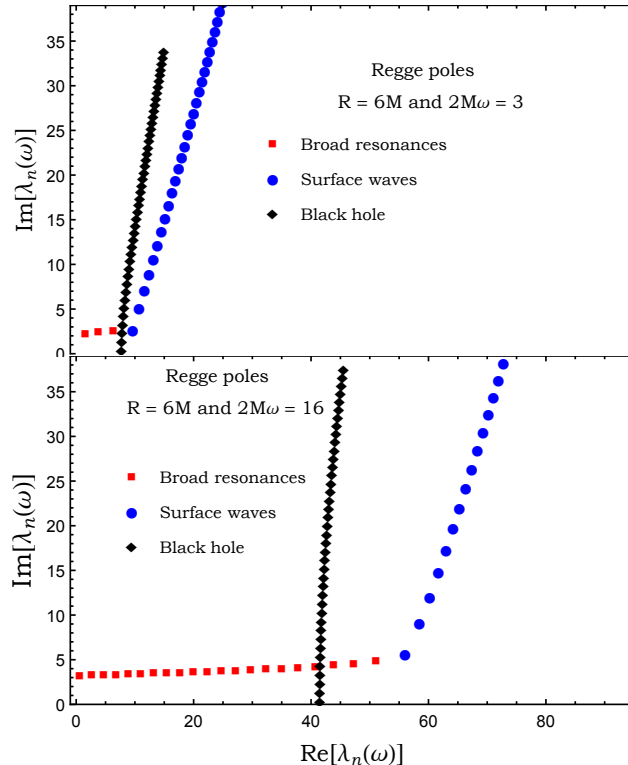 35
30
25
20
15
10
5
0
Im[λₙ(ω)]
Regge poles
R = 6M and 2Mω = 3
Broad resonances
Surface waves
Black hole
35
30
25
20
15
10
5
0
Im[λₙ(ω)]
Regge poles
R = 6M and 2Mω = 16
Broad resonances
Surface waves
Black hole
0 20 40 60 80
Re[λₙ(ω)]